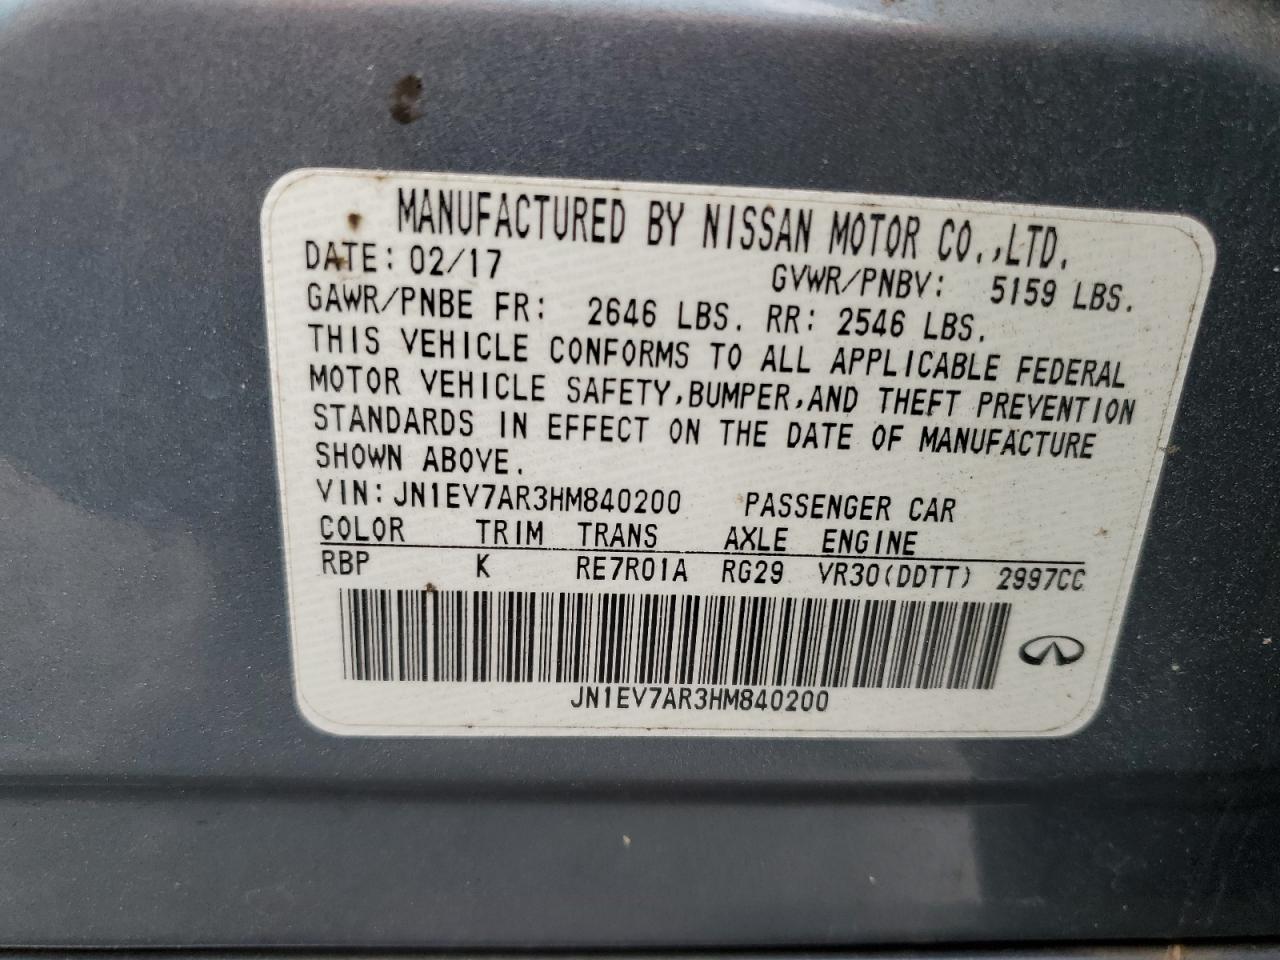 MANUFACTURED BY NISSAN MOTOR CO.,LTD.
DATE: 02/17 GVWR/PNBV: 5159 LBS.
GAWR/PNBE FR: 2646 LBS. RR: 2546 LBS.
THIS VEHICLE CONFORMS TO ALL APPLICABLE FEDERAL
MOTOR VEHICLE SAFETY,BUMPER,AND THEFT PREVENTION
STANDARDS IN EFFECT ON THE DATE OF MANUFACTURE
SHOWN ABOVE.
VIN: JN1EV7AR3HM840200 PASSENGER CAR
COLOR TRIM TRANS AXLE ENGINE
RBP K RE7R01A RG29 VR30(DDTT) 2997CC
JN1EV7AR3HM840200